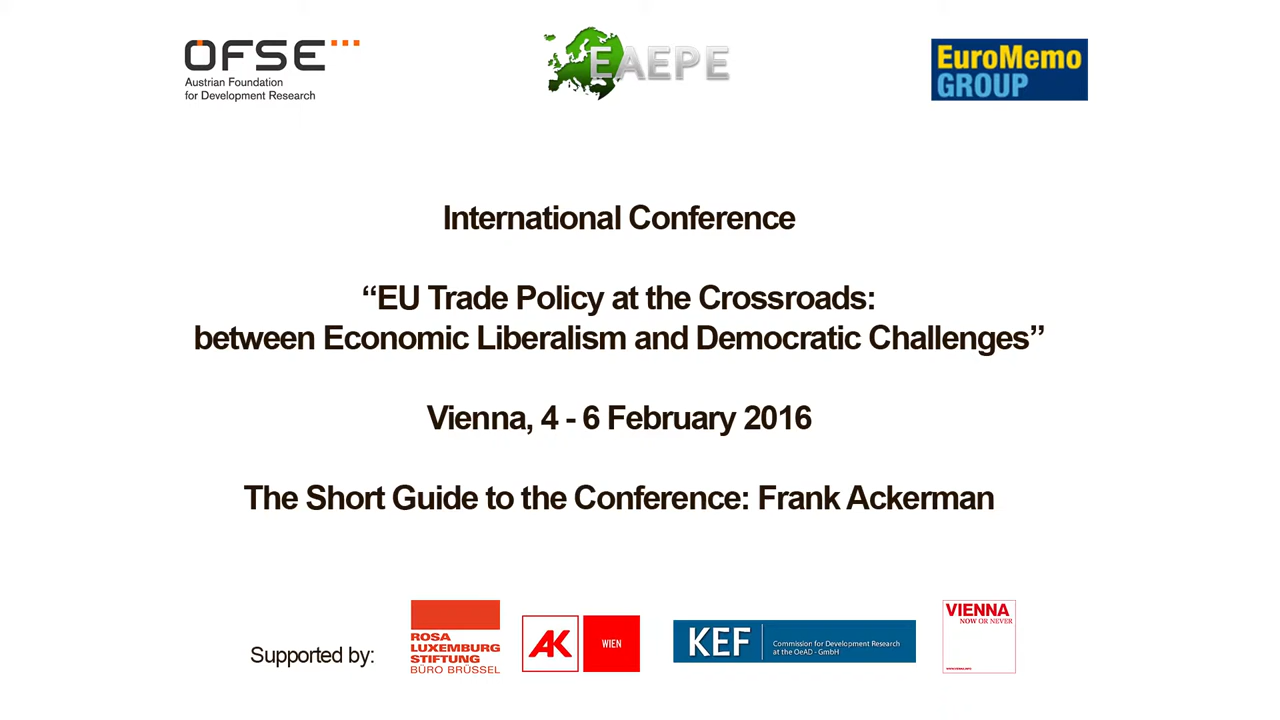 ÖFSE
Austrian Foundation
for Development Research
EAEPE
EuroMemo
GROUP
International Conference
“EU Trade Policy at the Crossroads:
between Economic Liberalism and Democratic Challenges”
Vienna, 4 - 6 February 2016
The Short Guide to the Conference: Frank Ackerman
Supported by:
ROSA
LUXEMBURG
STIFTUNG
BÜRO BRÜSSEL
AK
WIEN
KEF
Commission for Development Research
at the OeAD - GmbH
VIENNA
NOW OR NEVER
WWW.VIENNA.INFO